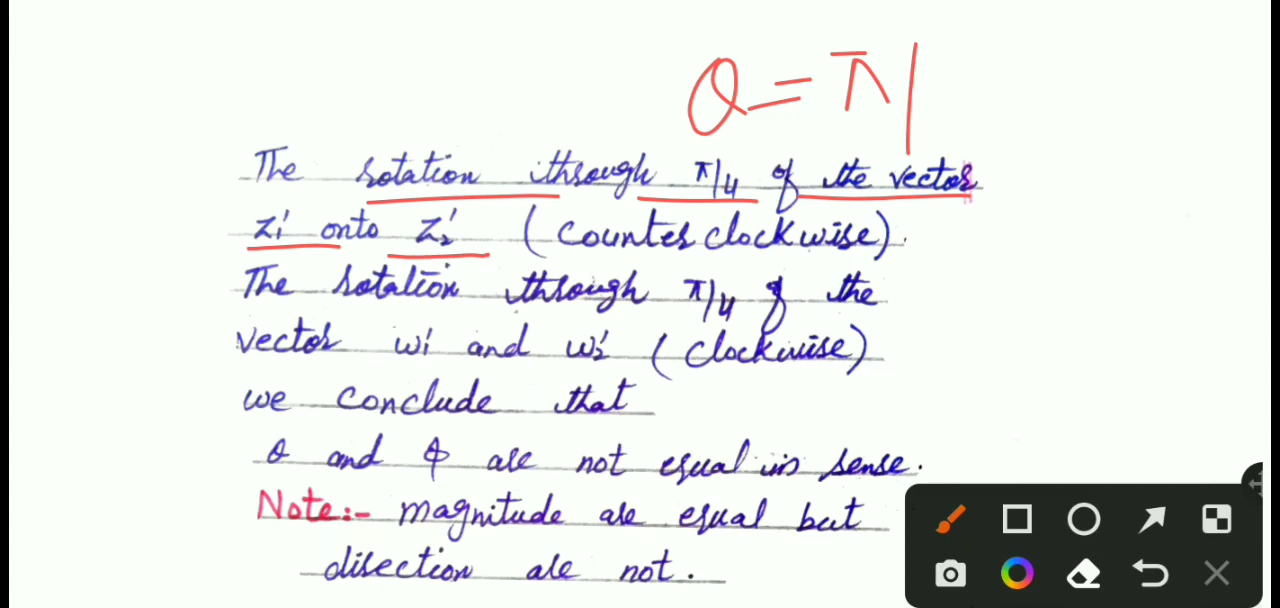 θ = π/
The rotation through π/4 of the vector
z₁' onto z₂' (counter clockwise).
The rotation through π/4 of the
vector w₁' and w₂' (clockwise)
we conclude that
θ and φ are not equal in sense.
Note:- magnitude are equal but
direction are not.